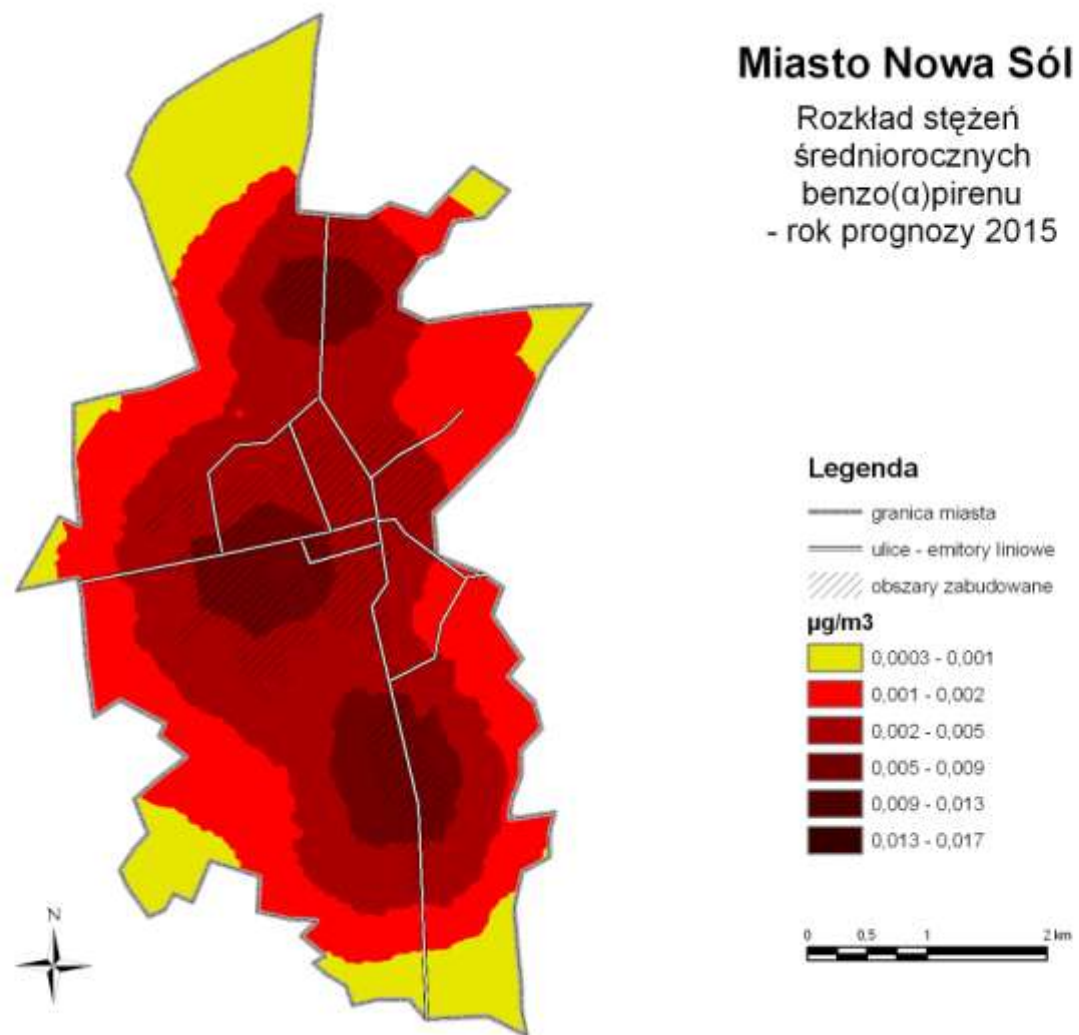 Miasto Nowa Sól
Rozkład stężeń
średniorocznych
benzo(α)pirenu
- rok prognozy 2015
Legenda
granica miasta
ulice - emitory liniowe
obszary zabudowane
µg/m3
0,0003 - 0,001
0,001 - 0,002
0,002 - 0,005
0,005 - 0,009
0,009 - 0,013
0,013 - 0,017
N
0 0,5 1 2 km